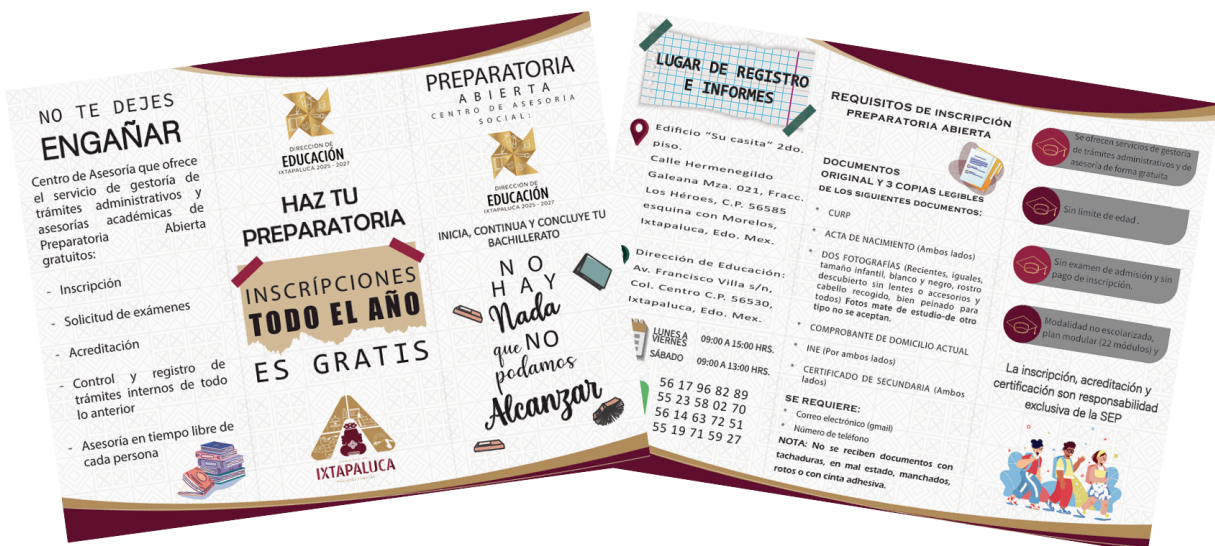 NO TE DEJES
ENGAÑAR
Centro de Asesoría que ofrece
el servicio de gestoría de
trámites administrativos y
asesorías académicas de
Preparatoria Abierta
gratuitos:
- Inscripción
- Solicitud de exámenes
- Acreditación
- Control y registro de
trámites internos de todo
lo anterior
- Asesoría en tiempo libre de
cada persona
DIRECCIÓN DE
EDUCACIÓN
IXTAPALUCA 2025 - 2027
HAZ TU
PREPARATORIA
INSCRÍPCIONES
TODO EL AÑO
ES GRATIS
IXTAPALUCA
PREPARATORIA
ABIERTA
CENTRO DE ASESORÍA
SOCIAL:
DIRECCIÓN DE
EDUCACIÓN
IXTAPALUCA 2025 - 2027
INICIA, CONTINUA Y CONCLUYE TU
BACHILLERATO
NO
HAY
Nada
que NO
podamos
Alcanzar
LUGAR DE REGISTRO
E INFORMES
Edificio "Su casita" 2do.
piso.
Calle Hermenegildo
Galeana Mza. 021, Fracc.
Los Héroes, C.P. 56585
esquina con Morelos,
Ixtapaluca, Edo. Mex.
Dirección de Educación:
Av. Francisco Villa s/n,
Col. Centro C.P. 56530,
Ixtapaluca, Edo. Mex.
LUNES A
VIERNES 09:00 A 15:00 HRS.
SÁBADO 09:00 A 13:00 HRS.
56 17 96 82 89
55 23 58 02 70
56 14 63 72 51
55 19 71 59 27
REQUISITOS DE INSCRIPCIÓN
PREPARATORIA ABIERTA
DOCUMENTOS
ORIGINAL Y 3 COPIAS LEGIBLES
DE LOS SIGUIENTES DOCUMENTOS:
• CURP
• ACTA DE NACIMIENTO (Ambos lados)
• DOS FOTOGRAFÍAS (Recientes, iguales,
tamaño infantil, blanco y negro, rostro
descubierto sin lentes o accesorios y
cabello recogido, bien peinado para
todos) Fotos mate de estudio-de otro
tipo no se aceptan.
• COMPROBANTE DE DOMICILIO ACTUAL
• INE (Por ambos lados)
• CERTIFICADO DE SECUNDARIA (Ambos
lados)
SE REQUIERE:
• Correo electrónico (gmail)
• Número de teléfono
NOTA: No se reciben documentos con
tachaduras, en mal estado, manchados,
rotos o con cinta adhesiva.
Se ofrecen servicios de gestoría
de trámites administrativos y de
asesoría de forma gratuita
Sin límite de edad .
Sin examen de admisión y sin
pago de inscripción.
Modalidad no escolarizada,
plan modular (22 módulos) y
La inscripción, acreditación y
certificación son responsabilidad
exclusiva de la SEP